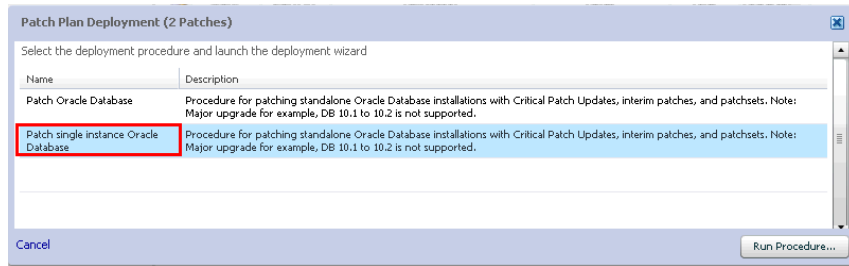 Patch Plan Deployment (2 Patches)
Select the deployment procedure and launch the deployment wizard
Name Description
Patch Oracle Database Procedure for patching standalone Oracle Database installations with Critical Patch Updates, interim patches, and patchsets. Note:
Major upgrade for example, DB 10.1 to 10.2 is not supported.
Patch single instance Oracle Procedure for patching standalone Oracle Database installations with Critical Patch Updates, interim patches, and patchsets. Note:
Database Major upgrade for example, DB 10.1 to 10.2 is not supported.
Cancel Run Procedure...